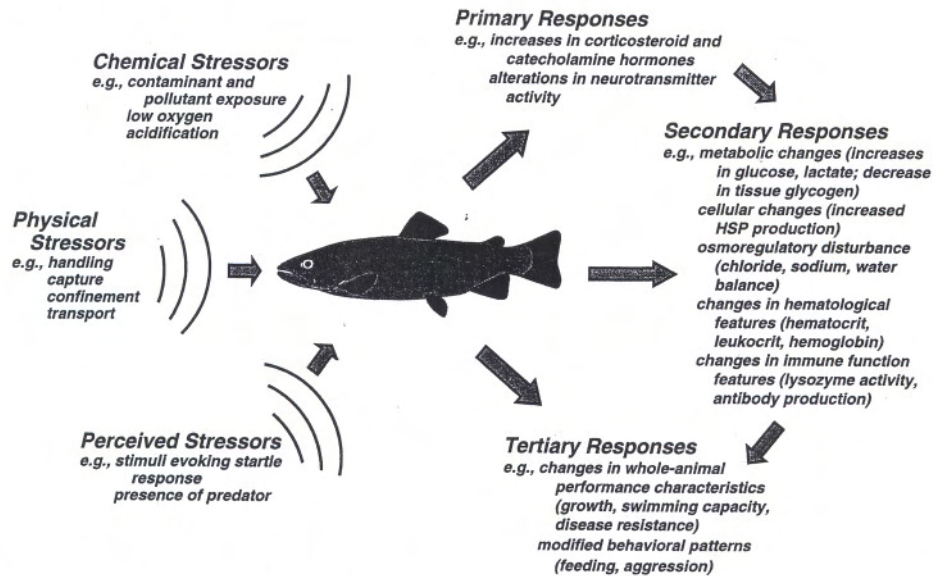 Chemical Stressors
e.g., contaminant and
pollutant exposure
low oxygen
acidification
Physical
Stressors
e.g., handling
capture
confinement
transport
Perceived Stressors
e.g., stimuli evoking startle
response
presence of predator
Primary Responses
e.g., increases in corticosteroid and
catecholamine hormones
alterations in neurotransmitter
activity
Secondary Responses
e.g., metabolic changes (increases
in glucose, lactate; decrease
in tissue glycogen)
cellular changes (increased
HSP production)
osmoregulatory disturbance
(chloride, sodium, water
balance)
changes in hematological
features (hematocrit,
leukocrit, hemoglobin)
changes in immune function
features (lysozyme activity,
antibody production)
Tertiary Responses
e.g., changes in whole-animal
performance characteristics
(growth, swimming capacity,
disease resistance)
modified behavioral patterns
(feeding, aggression)